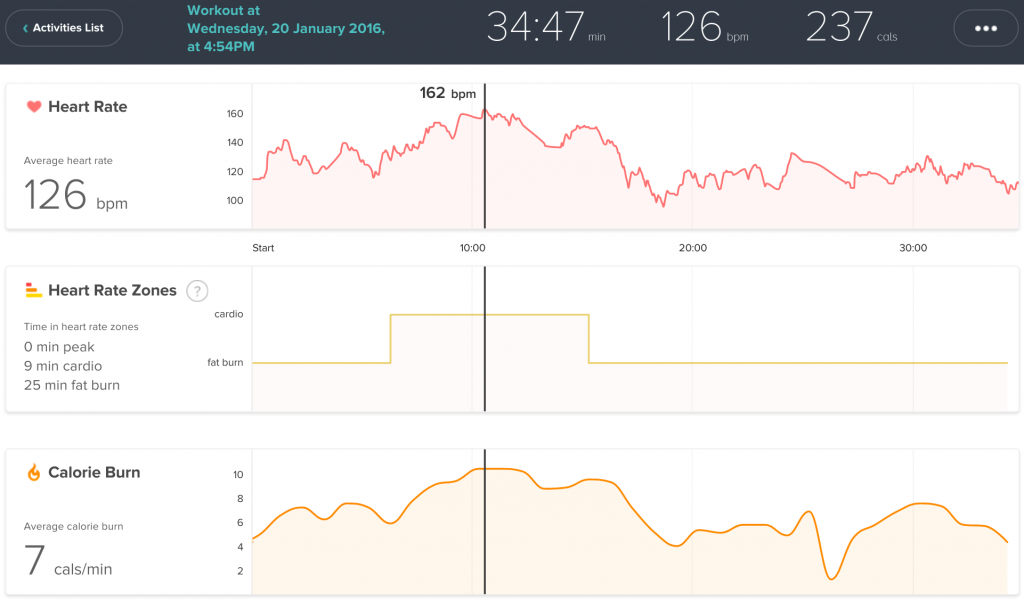 ‹ Activities List
Workout at
Wednesday, 20 January 2016,
at 4:54PM
34:47 min
126 bpm
237 cals
Heart Rate
Average heart rate
126 bpm
162 bpm
160
140
120
100
Start
10:00
20:00
30:00
Heart Rate Zones ?
Time in heart rate zones
0 min peak
9 min cardio
25 min fat burn
cardio
fat burn
Calorie Burn
Average calorie burn
7 cals/min
10
8
6
4
2